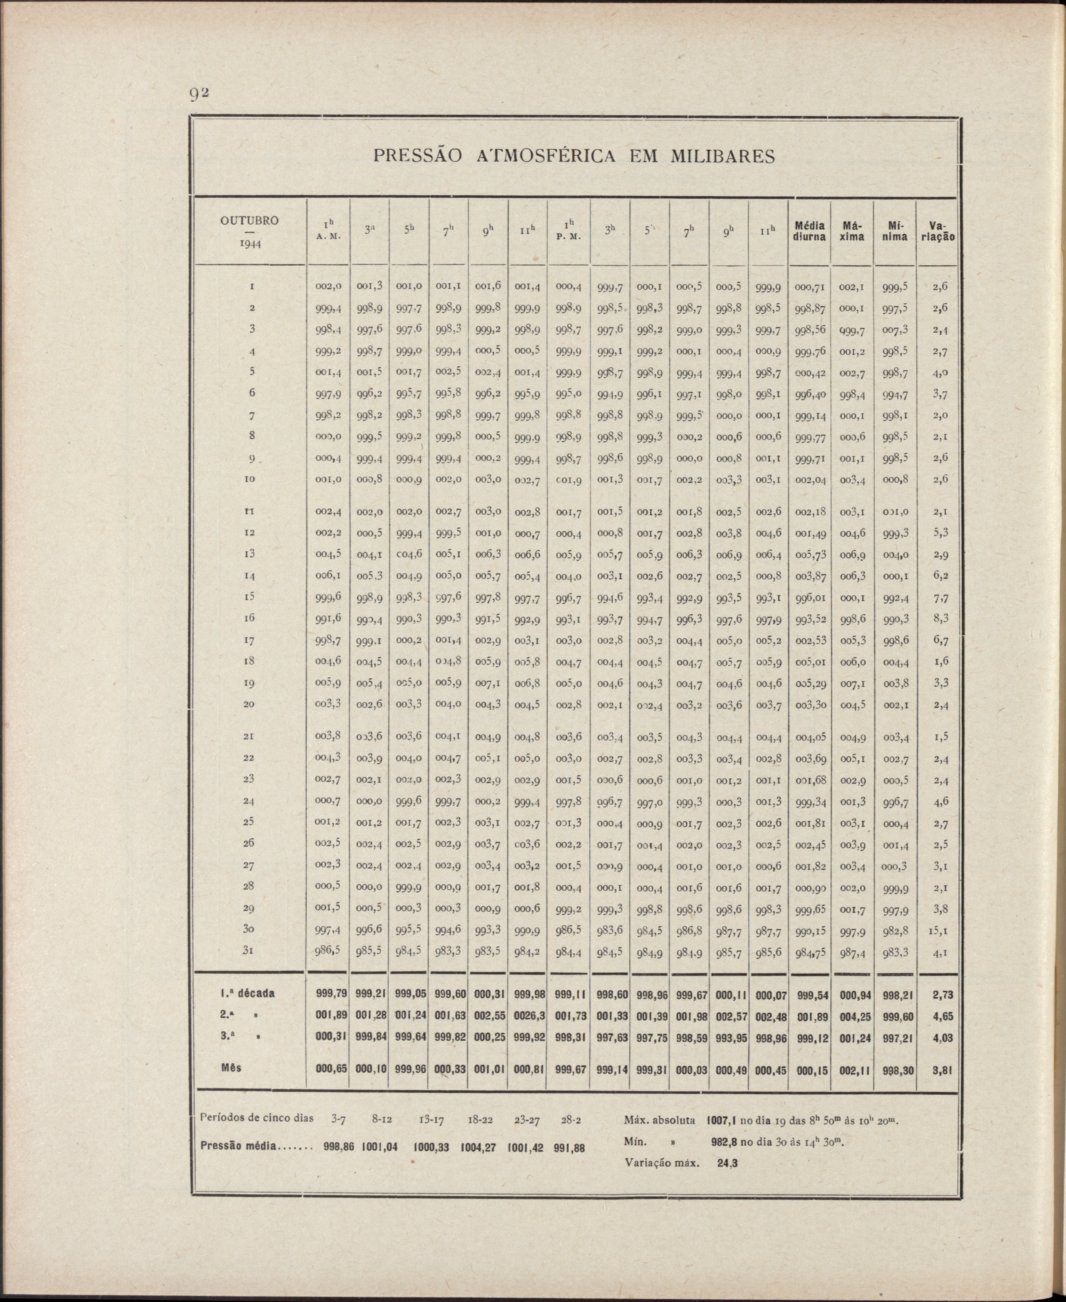 92
PRESSÃO ATMOSFÉRICA EM MILIBARES
OUTUBRO — 1944 1h A. M. 3a 5h 7h 9h 11h 1h P. M. 3h 5h 7h 9h 11h Média diurna Má-xima Mí-nima Va-riação
1 002,0 001,3 001,0 001,1 001,6 001,4 000,4 999,7 000,1 000,5 000,5 999,9 000,71 002,1 999,5 2,6
2 999,4 998,9 997,7 998,9 999,8 999,9 998,9 998,5 998,3 998,7 998,8 998,5 998,87 000,1 997,5 2,6
3 998,4 997,6 997,6 998,3 999,2 998,9 998,7 997,6 998,2 999,0 999,3 999,7 998,56 999,7 007,3 2,4
4 999,2 998,7 999,0 999,4 000,5 000,5 999,9 999,1 999,2 000,1 000,4 000,9 999,76 001,2 998,5 2,7
5 001,4 001,5 001,7 002,5 002,4 001,4 999,9 998,7 998,9 999,4 999,4 998,7 000,42 002,7 998,7 4,0
6 997,9 996,2 995,7 995,8 996,2 995,9 995,0 994,9 996,1 997,1 998,0 998,1 996,40 998,4 994,7 3,7
7 998,2 998,2 998,3 998,8 999,7 999,8 998,8 998,8 998,9 999,5 000,0 000,1 999,14 000,1 998,1 2,0
8 000,0 999,5 999,2 999,8 000,5 999,9 998,9 998,8 999,3 000,2 000,6 000,6 999,77 000,6 998,5 2,1
9 000,4 999,4 999,4 999,4 000,2 999,4 998,7 998,6 998,9 000,0 000,8 001,1 999,71 001,1 998,5 2,6
10 001,0 000,8 000,9 002,0 003,0 002,7 001,9 001,3 001,7 002,2 003,3 003,1 002,04 003,4 000,8 2,6
11 002,4 002,0 002,0 002,7 003,0 002,8 001,7 001,5 001,2 001,8 002,5 002,6 002,18 003,1 001,0 2,1
12 002,2 000,5 999,4 999,5 001,0 000,7 000,4 000,8 001,7 002,8 003,8 004,6 001,49 004,6 999,3 5,3
13 004,5 004,1 004,6 005,1 006,3 006,6 005,9 005,7 005,9 006,3 006,9 006,4 005,73 006,9 004,0 2,9
14 006,1 005,3 004,9 005,0 005,7 005,4 004,0 003,1 002,6 002,7 002,5 000,8 003,87 006,3 000,1 6,2
15 999,6 998,9 998,3 997,6 997,8 997,7 996,7 994,6 993,4 992,9 993,5 993,1 996,01 000,1 992,4 7,7
16 991,6 990,4 990,3 990,3 991,5 992,9 993,1 993,7 994,7 996,3 997,6 997,9 993,52 998,6 990,3 8,3
17 998,7 999,1 000,2 001,4 002,9 003,1 003,0 002,8 003,2 004,4 005,0 005,2 002,53 005,3 998,6 6,7
18 004,6 004,5 004,4 004,8 005,9 005,8 004,7 004,4 004,5 004,7 005,7 005,9 005,01 006,0 004,4 1,6
19 005,9 005,4 005,0 005,9 007,1 006,8 005,0 004,6 004,3 004,7 004,6 004,6 005,29 007,1 003,8 3,3
20 003,3 002,6 003,3 004,0 004,3 004,5 002,8 002,1 002,4 003,2 003,6 003,7 003,30 004,5 002,1 2,4
21 003,8 003,6 003,6 004,1 004,9 004,8 003,6 003,4 003,5 004,3 004,4 004,4 004,05 004,9 003,4 1,5
22 004,3 003,9 004,0 004,7 005,1 005,0 003,0 002,7 002,8 003,3 003,4 002,8 003,69 005,1 002,7 2,4
23 002,7 002,1 002,0 002,3 002,9 002,9 001,5 000,6 000,6 001,0 001,2 001,1 001,68 002,9 000,5 2,4
24 000,7 000,0 999,6 999,7 000,2 999,4 997,8 996,7 997,0 999,3 000,3 001,3 999,34 001,3 996,7 4,6
25 001,2 001,2 001,7 002,3 003,1 002,7 001,3 000,4 000,9 001,7 002,3 002,6 001,81 003,1 000,4 2,7
26 002,5 002,4 002,5 002,9 003,7 003,6 002,2 001,7 001,4 002,0 002,3 002,5 002,45 003,9 001,4 2,5
27 002,3 002,4 002,4 002,9 003,4 003,2 001,5 000,9 000,4 001,0 001,0 000,6 001,82 003,4 000,3 3,1
28 000,5 000,0 999,9 000,9 001,7 001,8 000,4 000,1 000,4 001,6 001,6 001,7 000,90 002,0 999,9 2,1
29 001,5 000,5 000,3 000,3 000,9 000,6 999,2 999,3 998,8 998,6 998,6 998,3 999,65 001,7 997,9 3,8
30 997,4 996,6 995,5 994,6 993,3 990,9 986,5 983,6 984,5 986,8 987,7 987,7 990,15 997,9 982,8 15,1
31 986,5 985,5 984,5 983,3 983,5 984,2 984,4 984,5 984,9 984,9 985,7 985,6 984,75 987,4 983,3 4,1
1.ª década 999,79 999,21 999,05 999,60 000,31 999,98 999,11 998,60 998,96 999,67 000,11 000,07 999,54 000,94 998,21 2,73
2.ª » 001,89 001,28 001,24 001,63 002,55 0026,3 001,73 001,33 001,39 001,98 002,57 002,48 001,89 004,25 999,60 4,65
3.ª » 000,31 999,84 999,64 999,82 000,25 999,92 998,31 997,63 997,75 998,59 993,95 998,96 999,12 001,24 997,21 4,03
Mês 000,65 000,10 999,96 000,33 001,01 000,81 999,67 999,14 999,31 000,03 000,49 000,45 000,15 002,11 998,30 3,81
Períodos de cinco dias 3-7 8-12 13-17 18-22 23-27 28-2
Pressão média....... 998,86 1001,04 1000,33 1004,27 1001,42 991,88
Máx. absoluta 1007,1 no dia 19 das 8h 50m ás 10h 20m.
Mín. » 982,8 no dia 30 ás 14h 30m.
Variação máx. 24,3